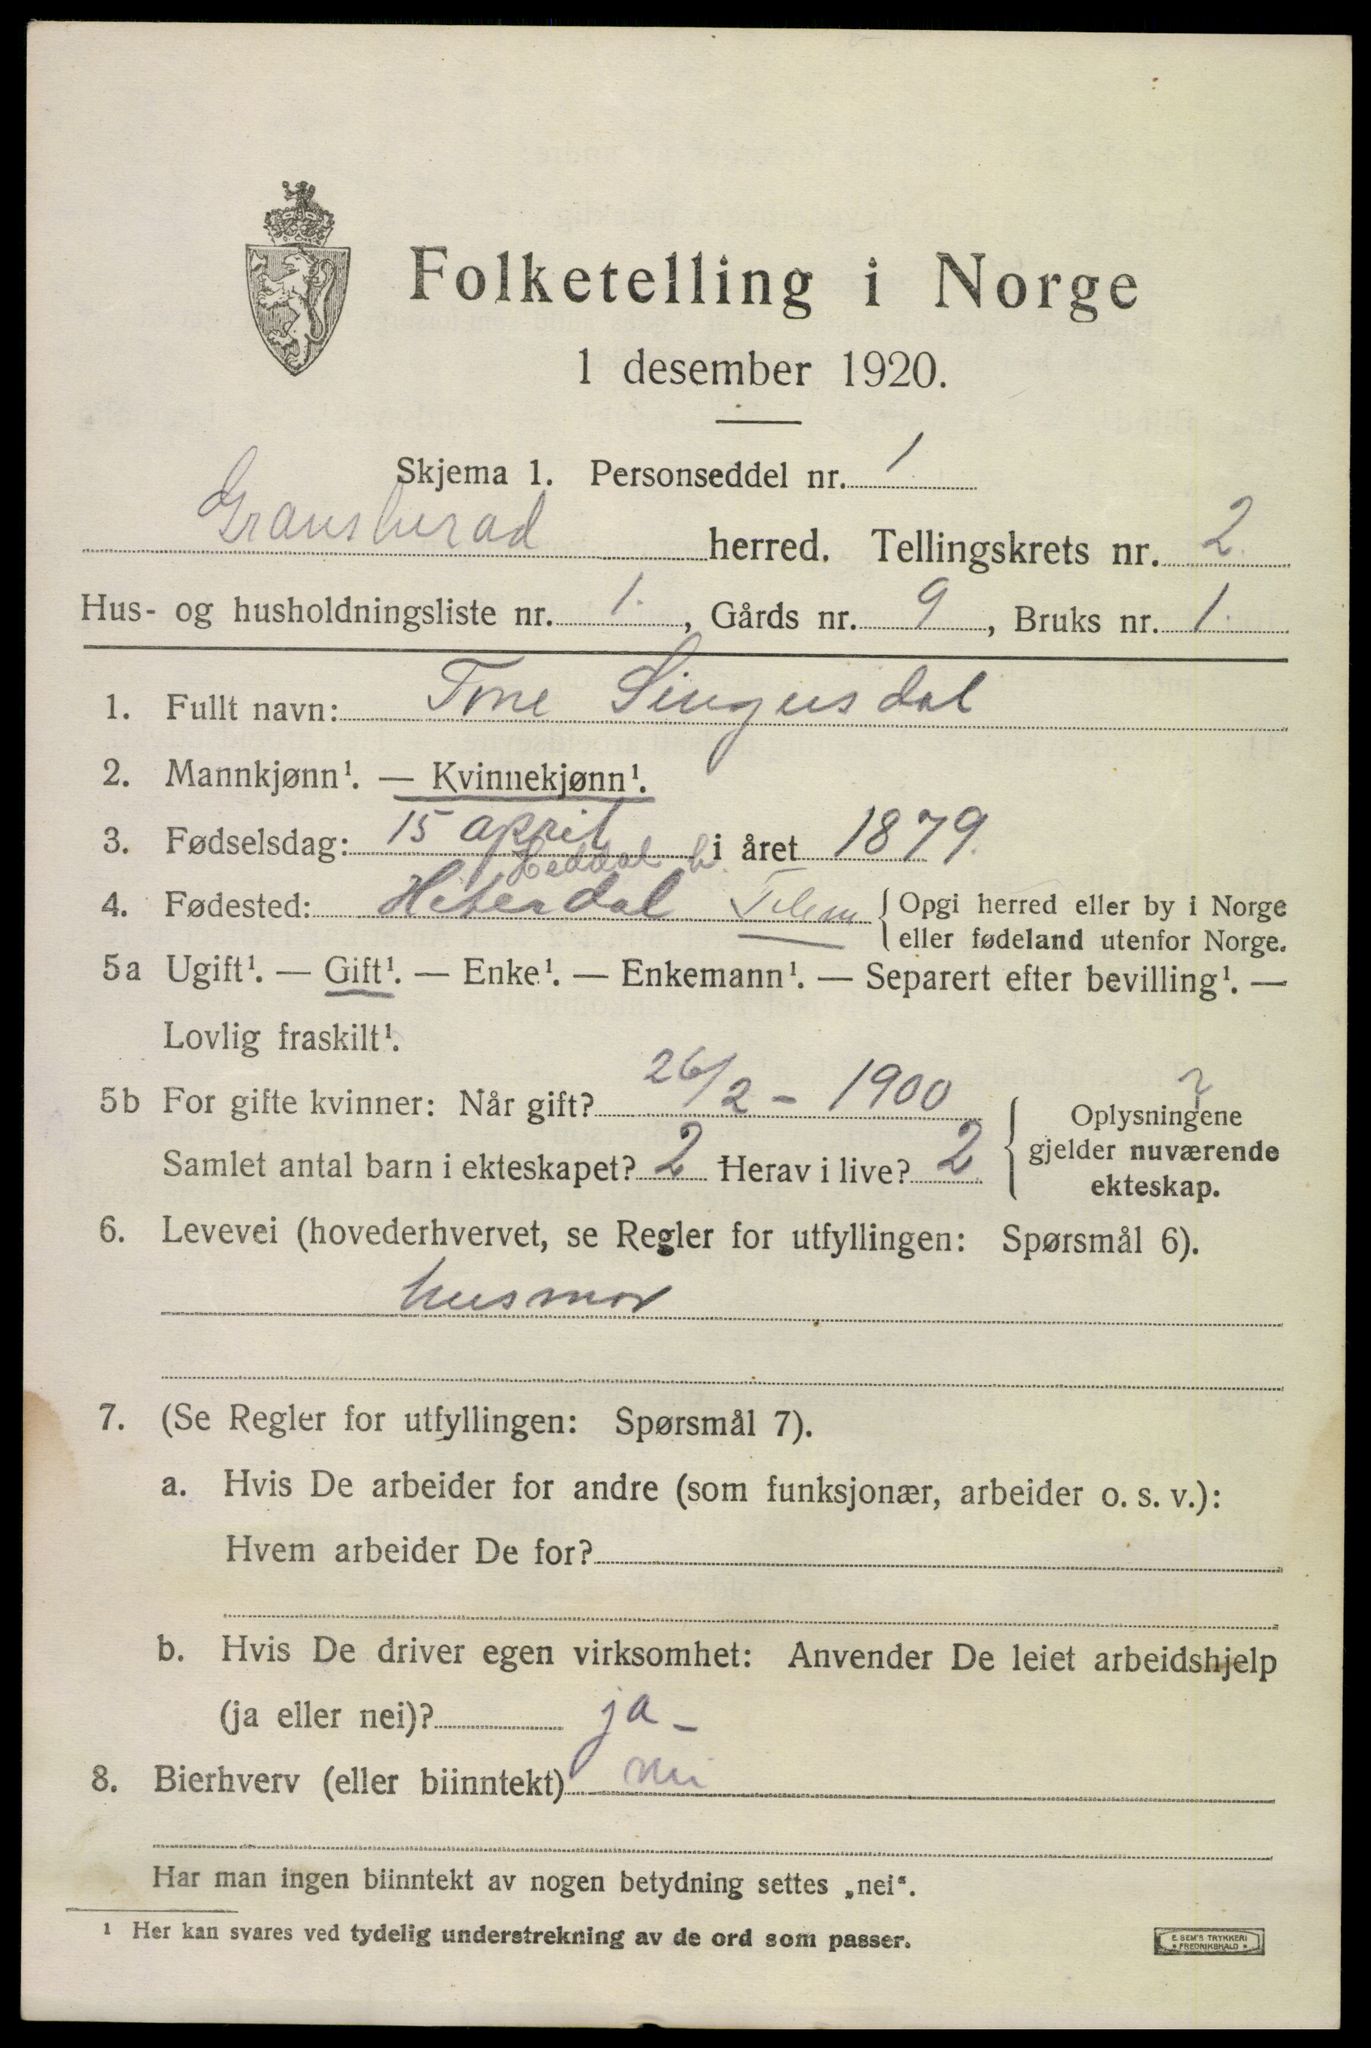 Folketelling i Norge
1 desember 1920.
Skjema 1. Personseddel nr. 1
Gransherad herred. Tellingskrets nr. 2.
Hus- og husholdningsliste nr. 1. , Gårds nr. 9 , Bruks nr. 1.
1. Fullt navn: Tone Singusdal
2. Mannkjønn¹. — Kvinnekjønn¹.
3. Fødselsdag: 15 april i året 1879.
Heddal h
4. Fødested: Hiterdal Telem { Opgi herred eller by i Norge
eller fødeland utenfor Norge.
5a Ugift¹. — Gift¹. — Enke¹. — Enkemann¹. — Separert efter bevilling¹. —
Lovlig fraskilt¹.
5b For gifte kvinner: Når gift? 26/2 - 1900 { Oplysningene
Samlet antal barn i ekteskapet? 2 Herav i live? 2. gjelder nuværende
ekteskap.
6. Levevei (hovederhvervet, se Regler for utfyllingen: Spørsmål 6).
husmor
7. (Se Regler for utfyllingen: Spørsmål 7).
a. Hvis De arbeider for andre (som funksjonær, arbeider o. s. v.):
Hvem arbeider De for?
b. Hvis De driver egen virksomhet: Anvender De leiet arbeidshjelp
(ja eller nei)? ja -
8. Bierhverv (eller biinntekt) nei
Har man ingen biinntekt av nogen betydning settes „nei“.
¹ Her kan svares ved tydelig understrekning av de ord som passer.
E. SEM'S TRYKKERI
* FREDRIKSHALD *